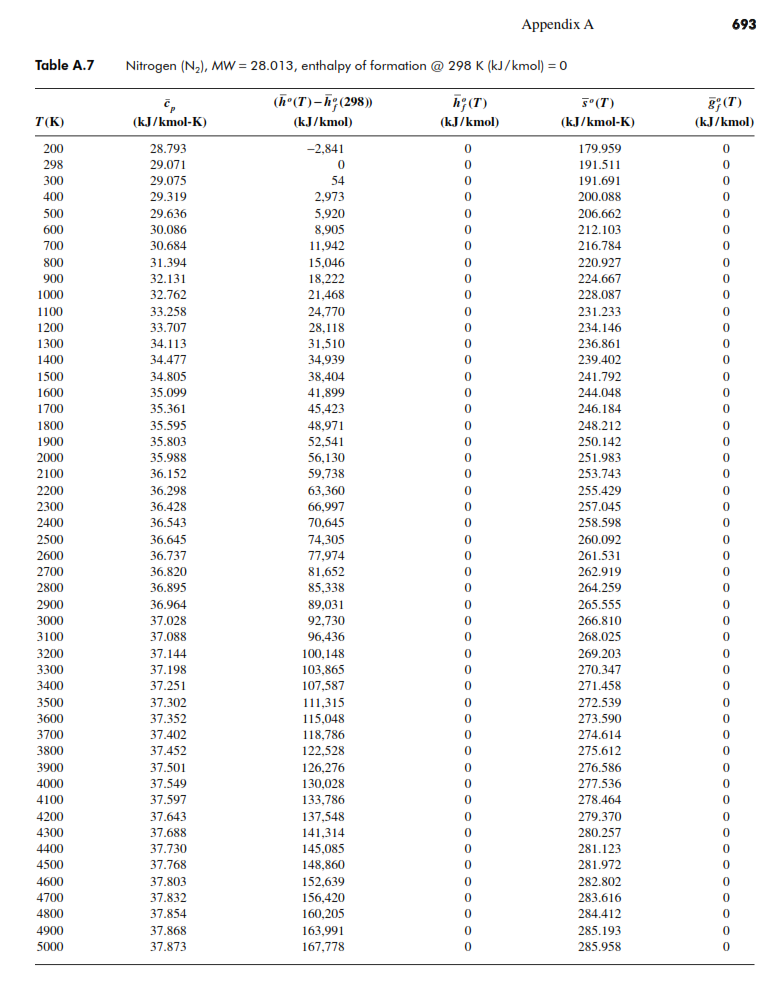 Appendix A 693
Table A.7 Nitrogen (N₂), MW = 28.013, enthalpy of formation @ 298 K (kJ/kmol) = 0
c̄ₚ (h̄°(T) – h̄°f(298)) h̄°f(T) s̄°(T) ḡ°f(T)
T(K) (kJ/kmol-K) (kJ/kmol) (kJ/kmol) (kJ/kmol-K) (kJ/kmol)
200 28.793 –2,841 0 179.959 0
298 29.071 0 0 191.511 0
300 29.075 54 0 191.691 0
400 29.319 2,973 0 200.088 0
500 29.636 5,920 0 206.662 0
600 30.086 8,905 0 212.103 0
700 30.684 11,942 0 216.784 0
800 31.394 15,046 0 220.927 0
900 32.131 18,222 0 224.667 0
1000 32.762 21,468 0 228.087 0
1100 33.258 24,770 0 231.233 0
1200 33.707 28,118 0 234.146 0
1300 34.113 31,510 0 236.861 0
1400 34.477 34,939 0 239.402 0
1500 34.805 38,404 0 241.792 0
1600 35.099 41,899 0 244.048 0
1700 35.361 45,423 0 246.184 0
1800 35.595 48,971 0 248.212 0
1900 35.803 52,541 0 250.142 0
2000 35.988 56,130 0 251.983 0
2100 36.152 59,738 0 253.743 0
2200 36.298 63,360 0 255.429 0
2300 36.428 66,997 0 257.045 0
2400 36.543 70,645 0 258.598 0
2500 36.645 74,305 0 260.092 0
2600 36.737 77,974 0 261.531 0
2700 36.820 81,652 0 262.919 0
2800 36.895 85,338 0 264.259 0
2900 36.964 89,031 0 265.555 0
3000 37.028 92,730 0 266.810 0
3100 37.088 96,436 0 268.025 0
3200 37.144 100,148 0 269.203 0
3300 37.198 103,865 0 270.347 0
3400 37.251 107,587 0 271.458 0
3500 37.302 111,315 0 272.539 0
3600 37.352 115,048 0 273.590 0
3700 37.402 118,786 0 274.614 0
3800 37.452 122,528 0 275.612 0
3900 37.501 126,276 0 276.586 0
4000 37.549 130,028 0 277.536 0
4100 37.597 133,786 0 278.464 0
4200 37.643 137,548 0 279.370 0
4300 37.688 141,314 0 280.257 0
4400 37.730 145,085 0 281.123 0
4500 37.768 148,860 0 281.972 0
4600 37.803 152,639 0 282.802 0
4700 37.832 156,420 0 283.616 0
4800 37.854 160,205 0 284.412 0
4900 37.868 163,991 0 285.193 0
5000 37.873 167,778 0 285.958 0